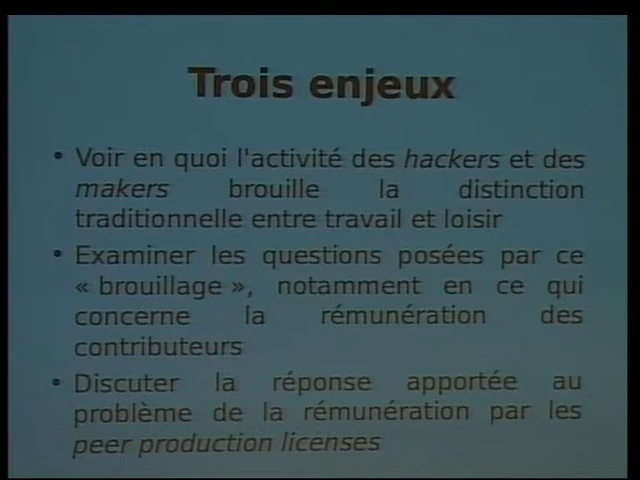 Trois enjeux
• Voir en quoi l'activité des hackers et des
makers brouille la distinction
traditionnelle entre travail et loisir
• Examiner les questions posées par ce
« brouillage », notamment en ce qui
concerne la rémunération des
contributeurs
• Discuter la réponse apportée au
problème de la rémunération par les
peer production licenses